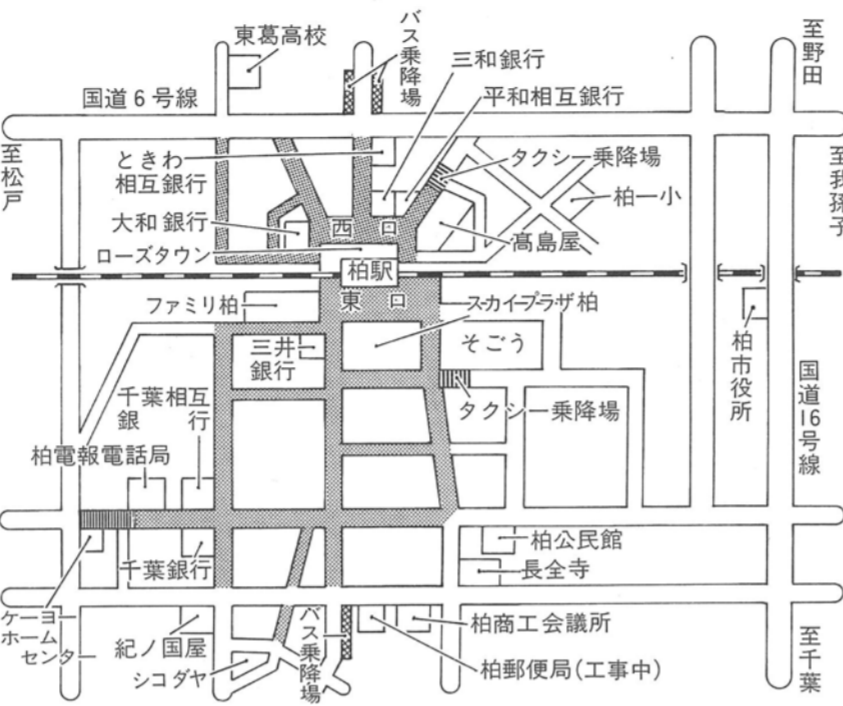 東葛高校
バス乗降場
三和銀行
平和相互銀行
至野田
国道6号線
至松戸
ときわ
相互銀行
タクシー乗降場
柏一小
至我孫子
大和銀行
西口
髙島屋
ローズタウン
柏駅
ファミリ柏
東口
スカイプラザ柏
三井
銀行
そごう
柏市役所
国道16号線
千葉相互
銀行
タクシー乗降場
柏電報電話局
千葉銀行
柏公民館
長全寺
ケーヨー
ホーム
センター
紀ノ国屋
シコダヤ
バス乗降場
柏商工会議所
柏郵便局(工事中)
至千葉